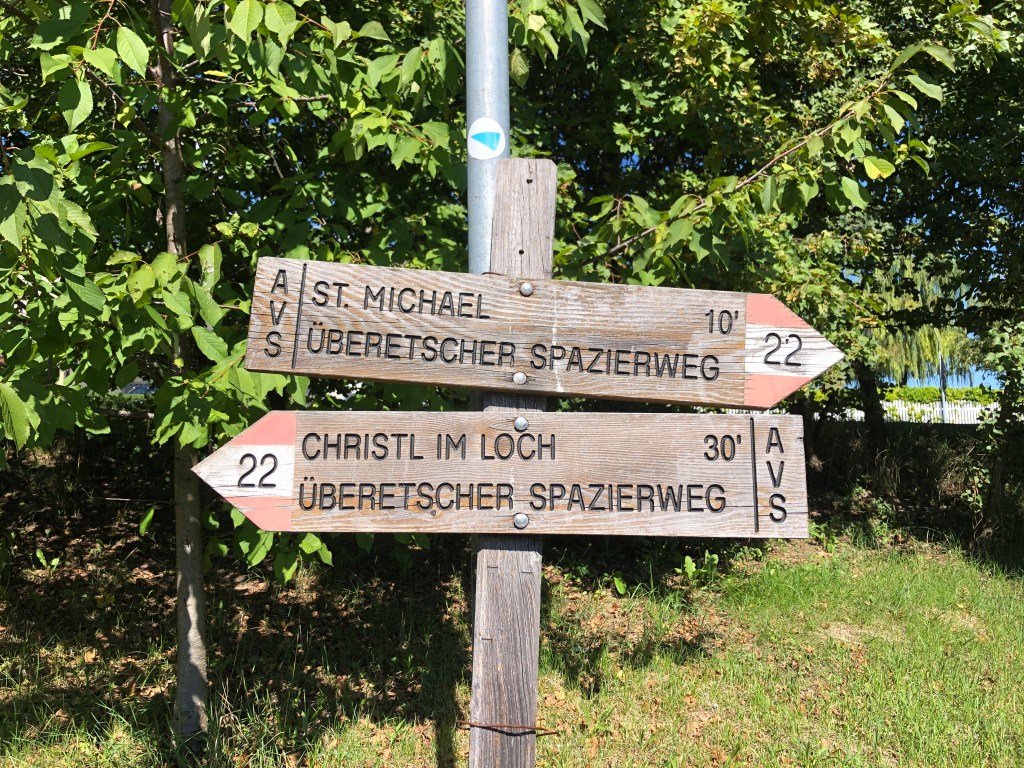 AVS
ST. MICHAEL 10'
ÜBERETSCHER SPAZIERWEG
22
22
CHRISTL IM LOCH 30'
ÜBERETSCHER SPAZIERWEG
AVS